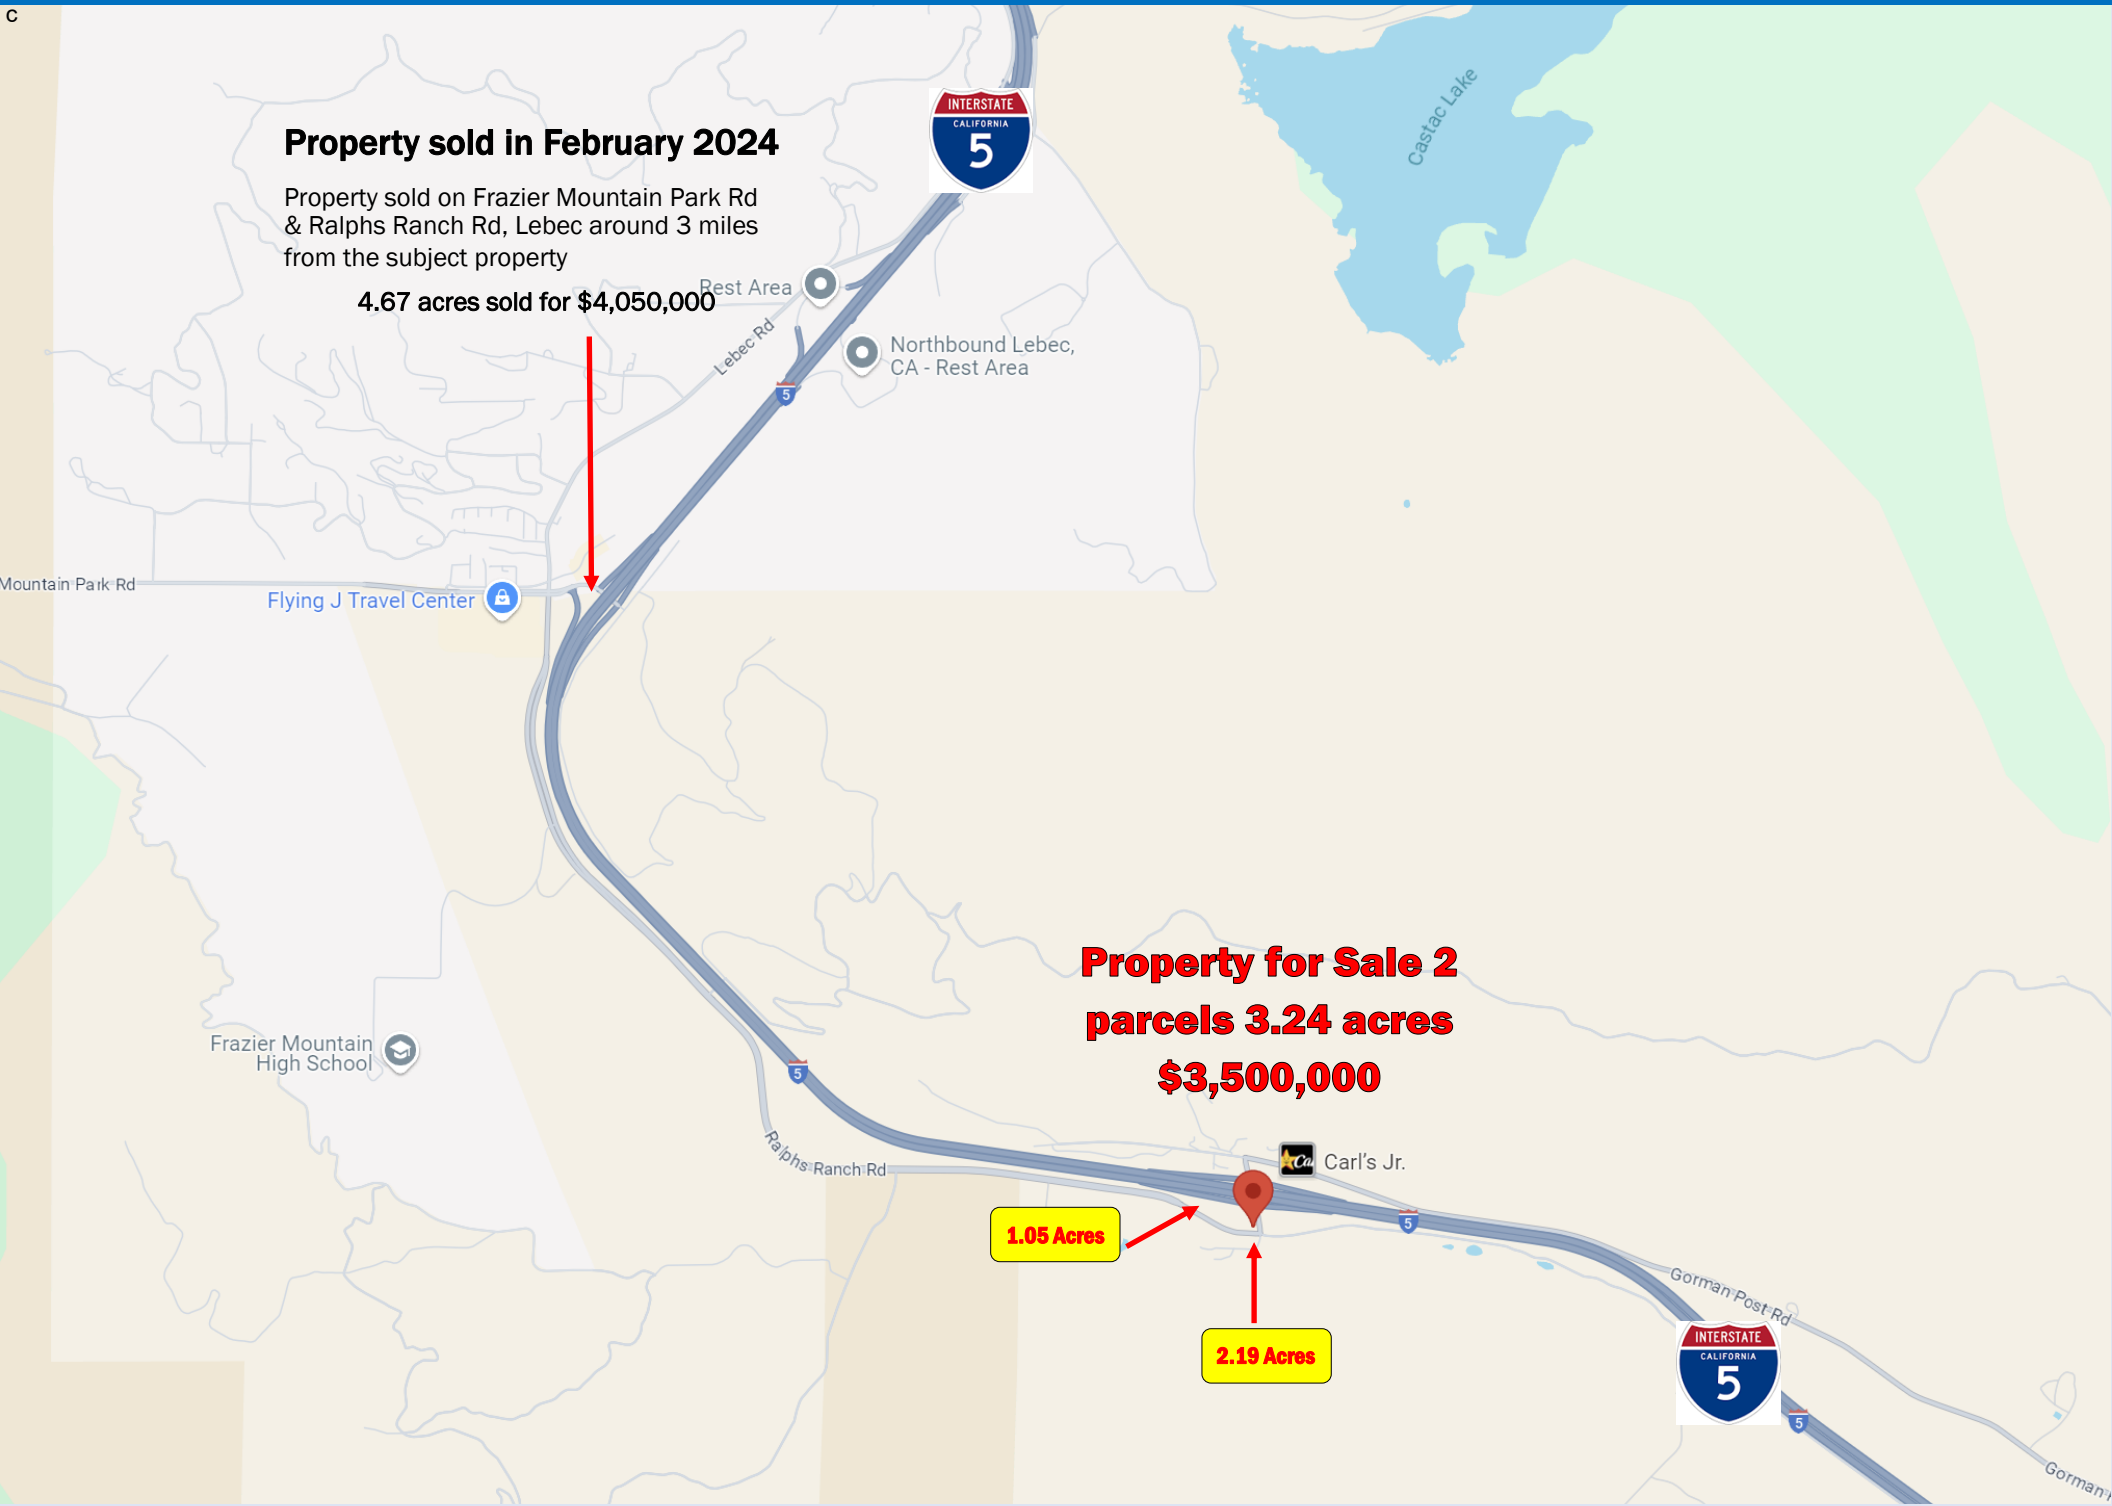 c
INTERSTATE
CALIFORNIA
5
Castac Lake
Property sold in February 2024
Property sold on Frazier Mountain Park Rd
& Ralphs Ranch Rd, Lebec around 3 miles
from the subject property
4.67 acres sold for $4,050,000
Rest Area
Lebec Rd
Northbound Lebec,
CA - Rest Area
5
Mountain Park Rd
Flying J Travel Center
Property for Sale 2
parcels 3.24 acres
$3,500,000
Frazier Mountain
High School
5
Ralphs Ranch Rd
Carl's Jr.
1.05 Acres
5
2.19 Acres
Gorman Post Rd
INTERSTATE
CALIFORNIA
5
5
Gorman